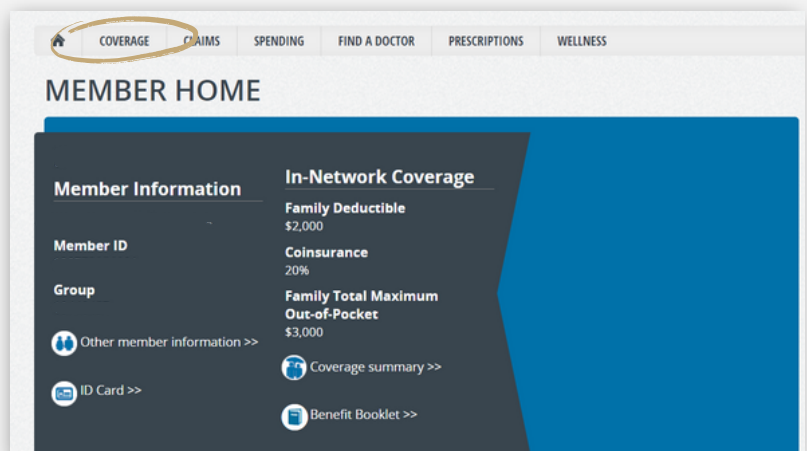 COVERAGE CLAIMS SPENDING FIND A DOCTOR PRESCRIPTIONS WELLNESS
MEMBER HOME
Member Information
Member ID
Group
Other member information >>
ID Card >>
In-Network Coverage
Family Deductible
$2,000
Coinsurance
20%
Family Total Maximum
Out-of-Pocket
$3,000
Coverage summary >>
Benefit Booklet >>